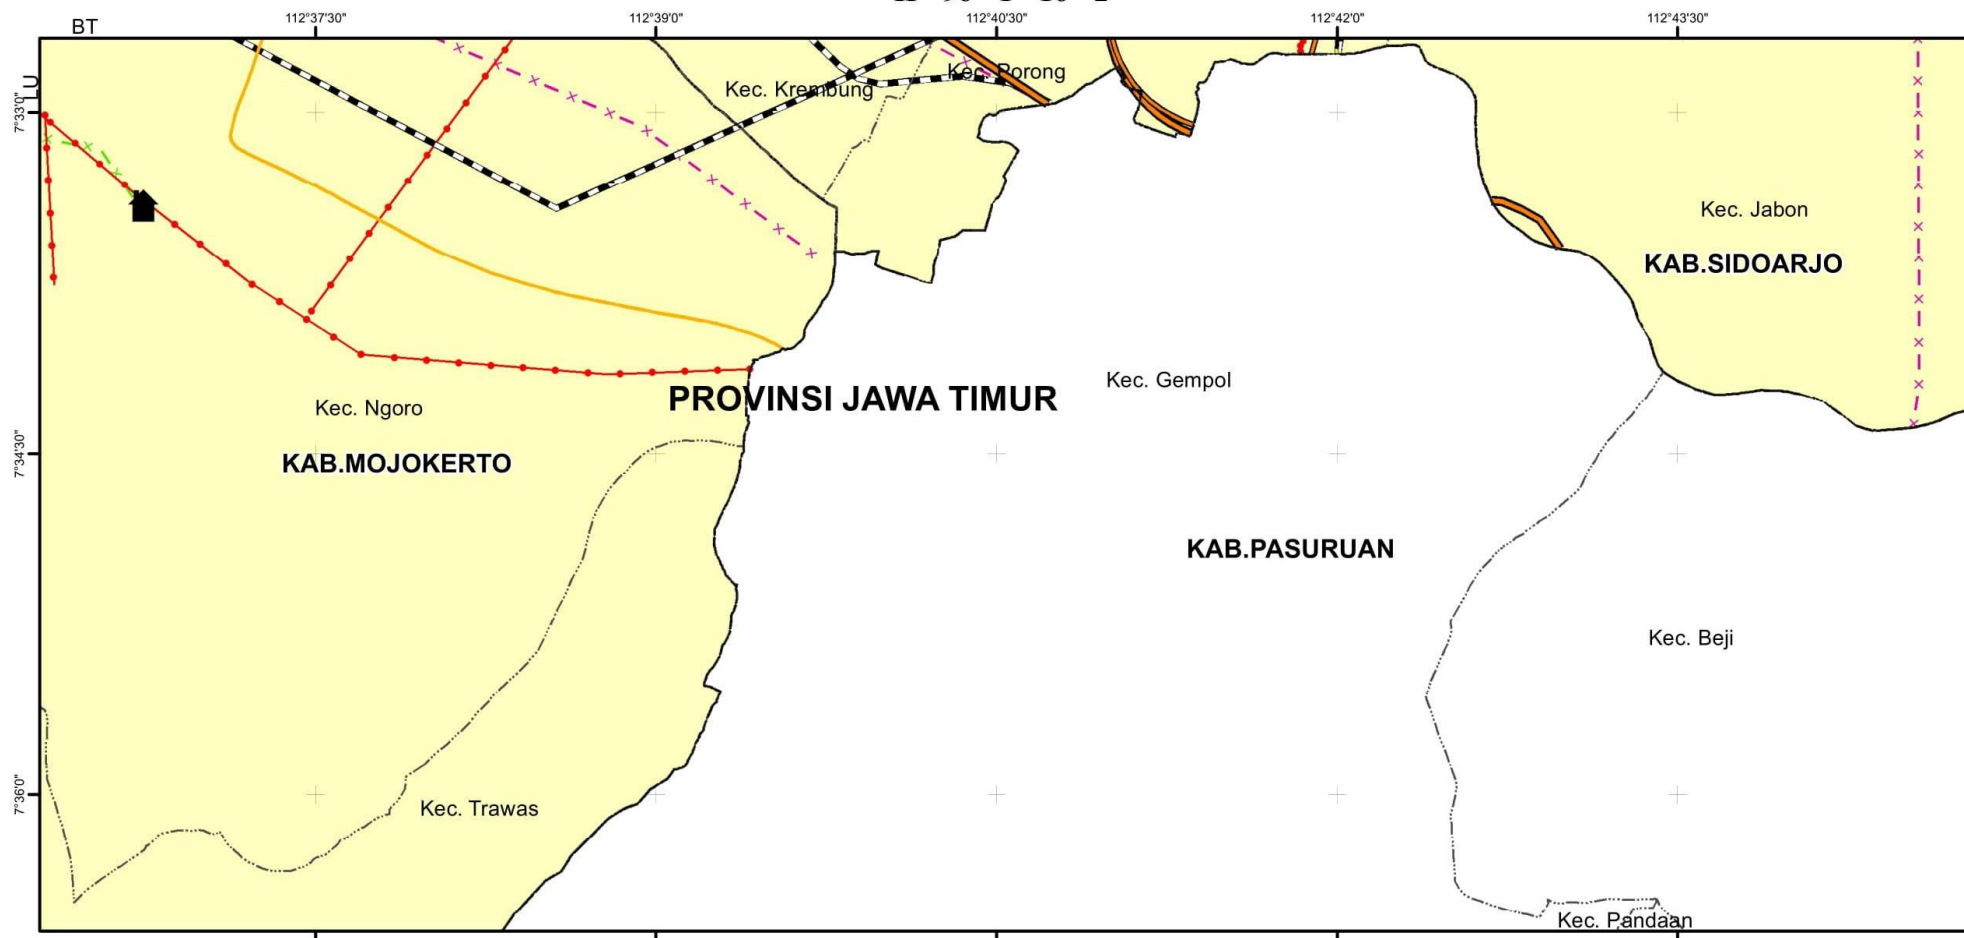 BT
112°37'30"
112°39'0"
112°40'30"
112°42'0"
112°43'30"
LU
7°33'0"
7°34'30"
7°36'0"
Kec. Porong
Kec. Krembung
Kec. Jabon
KAB.SIDOARJO
Kec. Gempol
PROVINSI JAWA TIMUR
Kec. Ngoro
KAB.MOJOKERTO
KAB.PASURUAN
Kec. Beji
Kec. Trawas
Kec. Pandaan